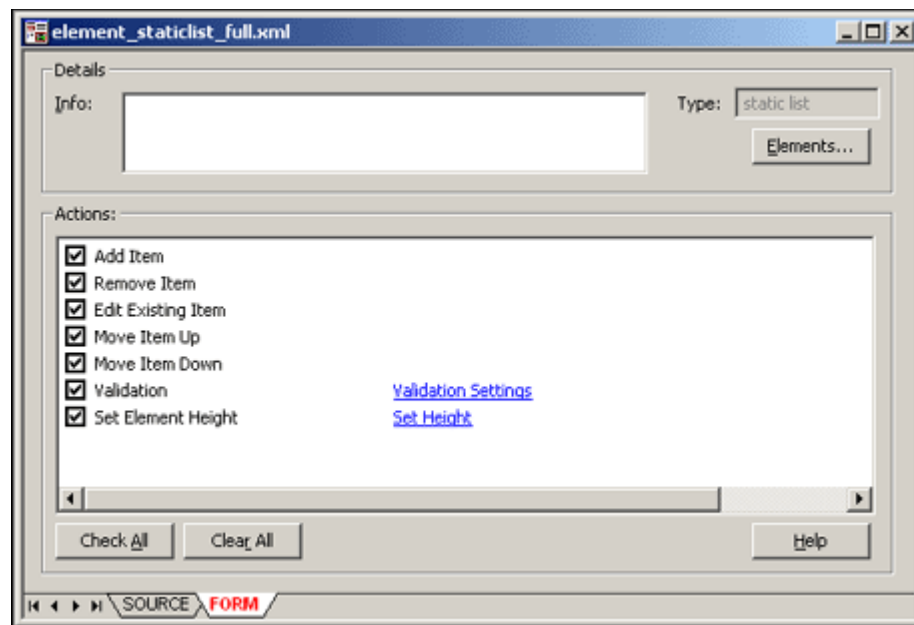 element_staticlist_full.xml
Details
Info:
Type: static list
Elements...
Actions:
Add Item
Remove Item
Edit Existing Item
Move Item Up
Move Item Down
Validation Validation Settings
Set Element Height Set Height
Check All Clear All Help
SOURCE FORM